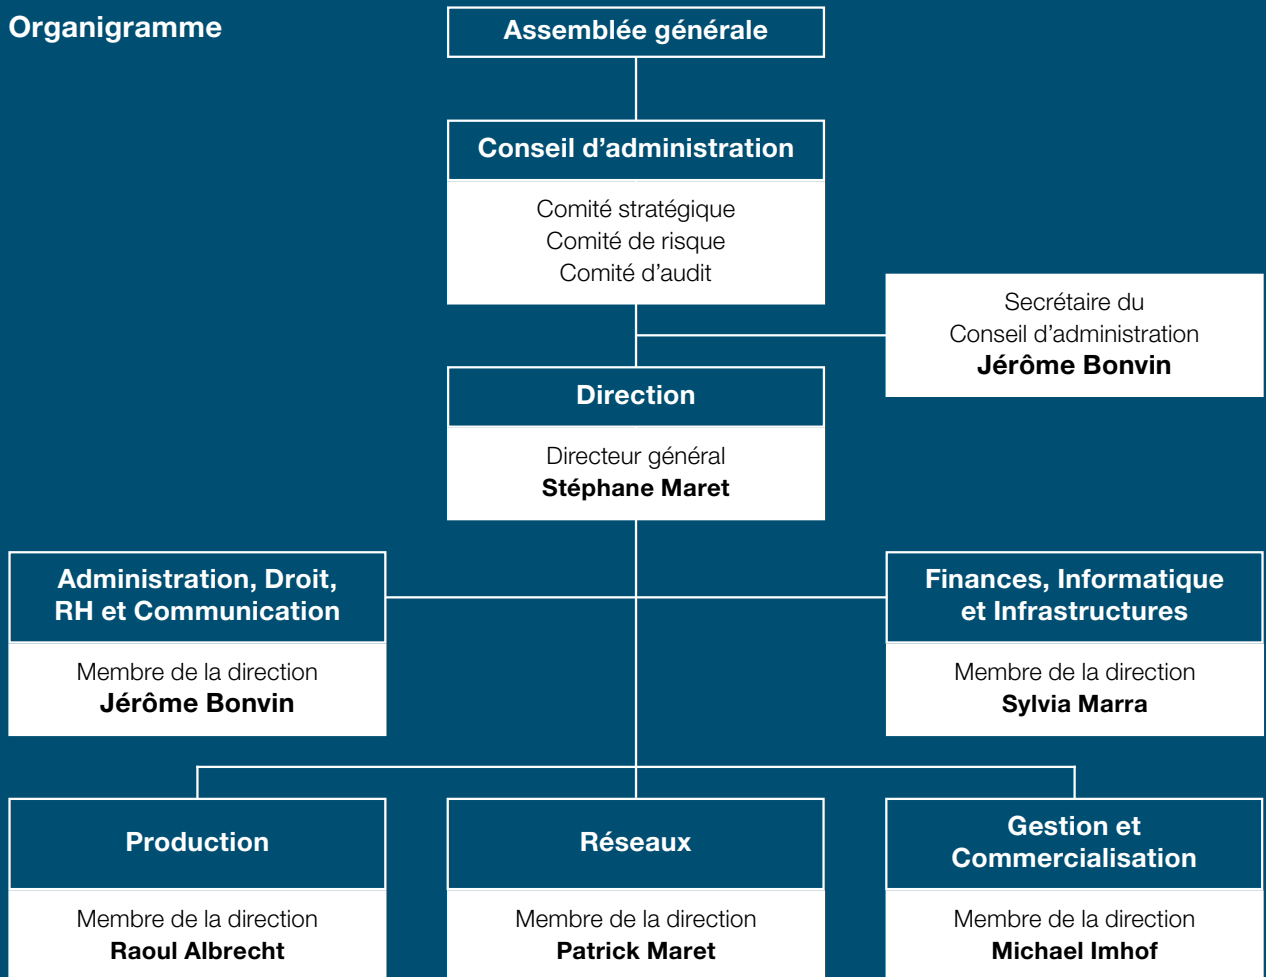 Organigramme
Assemblée générale
Conseil d’administration
Comité stratégique
Comité de risque
Comité d’audit
Secrétaire du
Conseil d’administration
Jérôme Bonvin
Direction
Directeur général
Stéphane Maret
Administration, Droit,
RH et Communication
Membre de la direction
Jérôme Bonvin
Finances, Informatique
et Infrastructures
Membre de la direction
Sylvia Marra
Production
Membre de la direction
Raoul Albrecht
Réseaux
Membre de la direction
Patrick Maret
Gestion et
Commercialisation
Membre de la direction
Michael Imhof